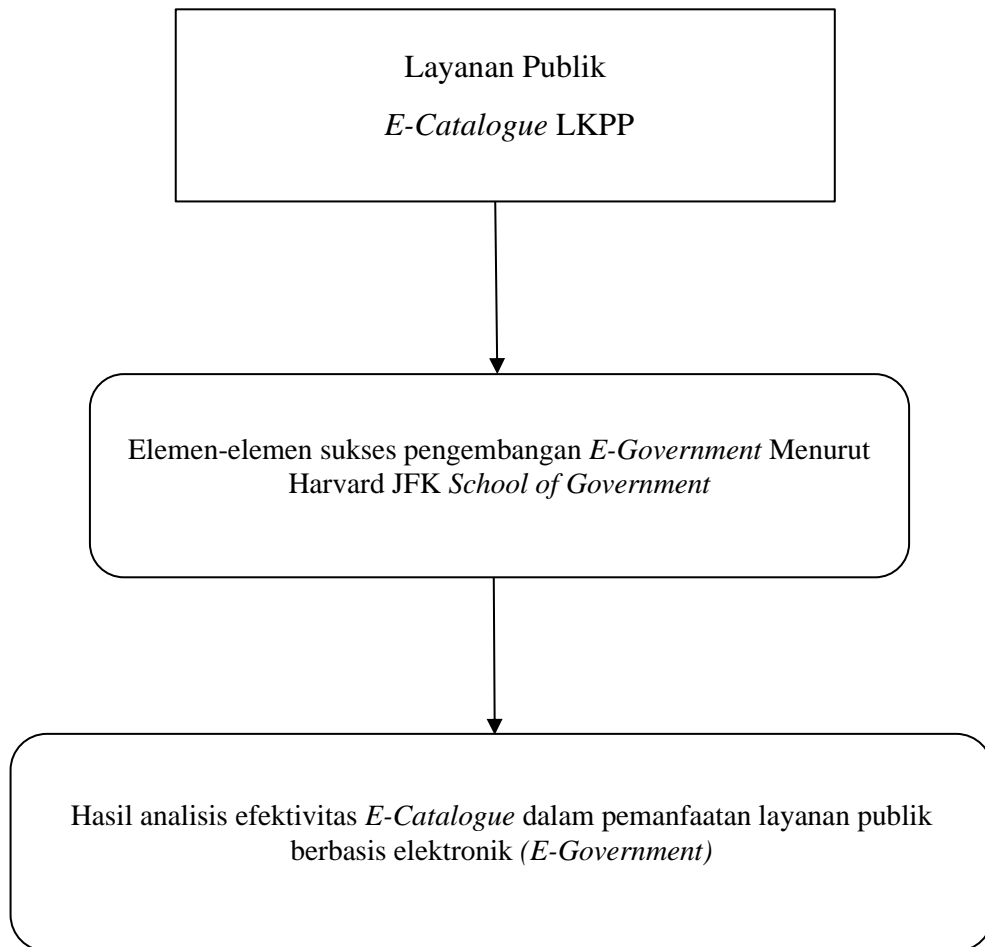 Layanan Publik
E-Catalogue LKPP
Elemen-elemen sukses pengembangan E-Government Menurut
Harvard JFK School of Government
Hasil analisis efektivitas E-Catalogue dalam pemanfaatan layanan publik
berbasis elektronik (E-Government)